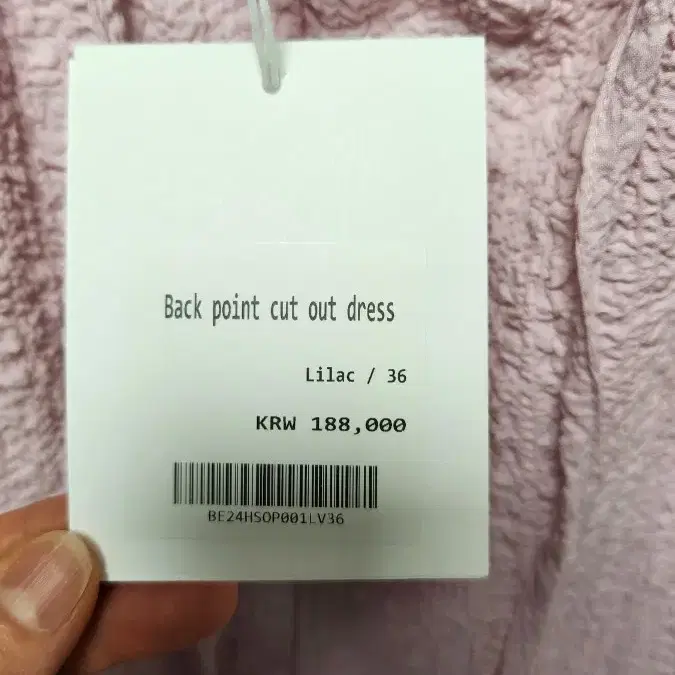 Back point cut out dress
Lilac / 36
KRW 188,000
BE24HSOP001LV36